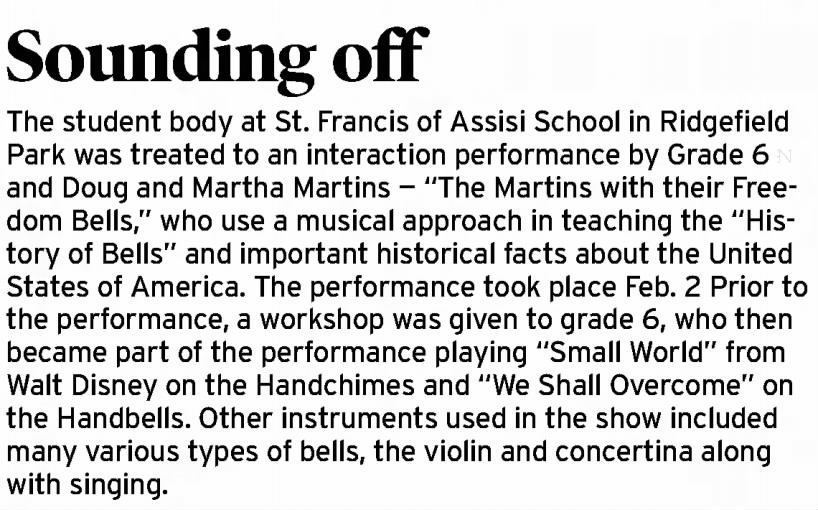 Sounding off
The student body at St. Francis of Assisi School in Ridgefield
Park was treated to an interaction performance by Grade 6
and Doug and Martha Martins – “The Martins with their Free-
dom Bells,” who use a musical approach in teaching the “His-
tory of Bells” and important historical facts about the United
States of America. The performance took place Feb. 2 Prior to
the performance, a workshop was given to grade 6, who then
became part of the performance playing “Small World” from
Walt Disney on the Handchimes and “We Shall Overcome” on
the Handbells. Other instruments used in the show included
many various types of bells, the violin and concertina along
with singing.